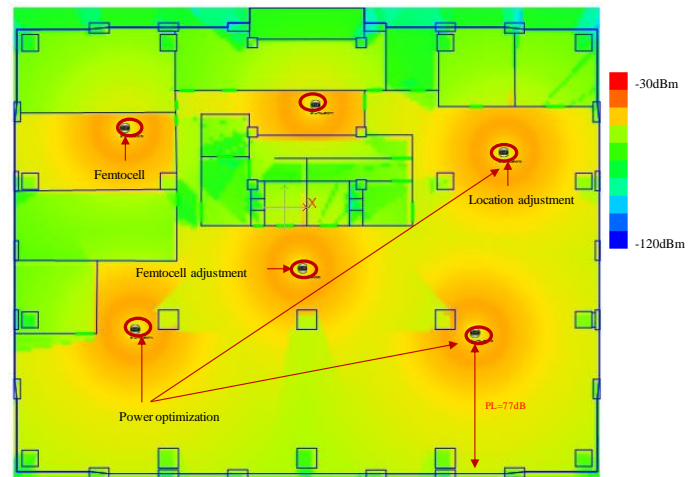 -30dBm
Femtocell
Location adjustment
X
-120dBm
Femtocell adjustment
PL=77dB
Power optimization